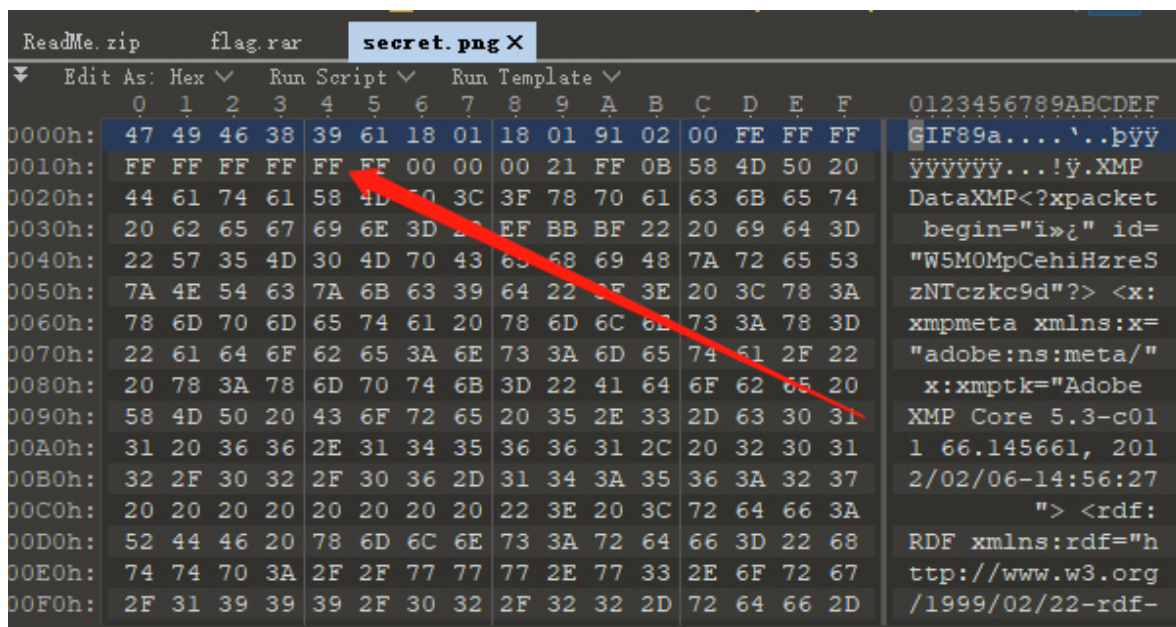 ReadMe.zip flag.rar secret.png X
Edit As: Hex Run Script Run Template
0 1 2 3 4 5 6 7 8 9 A B C D E F 0123456789ABCDEF
0000h: 47 49 46 38 39 61 18 01 18 01 91 02 00 FE FF FF GIF89a....‘..þÿÿ
0010h: FF FF FF FF FF FF 00 00 00 21 FF 0B 58 4D 50 20 ÿÿÿÿÿÿ...!ÿ.XMP
0020h: 44 61 74 61 58 4D 50 3C 3F 78 70 61 63 6B 65 74 DataXMP<?xpacket
0030h: 20 62 65 67 69 6E 3D 22 EF BB BF 22 20 69 64 3D begin="ï»¿" id=
0040h: 22 57 35 4D 30 4D 70 43 65 68 69 48 7A 72 65 53 "W5M0MpCehiHzreS
0050h: 7A 4E 54 63 7A 6B 63 39 64 22 3F 3E 20 3C 78 3A zNTczkc9d"?> <x:
0060h: 78 6D 70 6D 65 74 61 20 78 6D 6C 6E 73 3A 78 3D xmpmeta xmlns:x=
0070h: 22 61 64 6F 62 65 3A 6E 73 3A 6D 65 74 61 2F 22 "adobe:ns:meta/"
0080h: 20 78 3A 78 6D 70 74 6B 3D 22 41 64 6F 62 65 20 x:xmptk="Adobe
0090h: 58 4D 50 20 43 6F 72 65 20 35 2E 33 2D 63 30 31 XMP Core 5.3-c01
00A0h: 31 20 36 36 2E 31 34 35 36 36 31 2C 20 32 30 31 1 66.145661, 201
00B0h: 32 2F 30 32 2F 30 36 2D 31 34 3A 35 36 3A 32 37 2/02/06-14:56:27
00C0h: 20 20 20 20 20 20 20 20 20 22 3E 20 3C 72 64 66 3A "> <rdf:
00D0h: 52 44 46 20 78 6D 6C 6E 73 3A 72 64 66 3D 22 68 RDF xmlns:rdf="h
00E0h: 74 74 70 3A 2F 2F 77 77 77 2E 77 33 2E 6F 72 67 ttp://www.w3.org
00F0h: 2F 31 39 39 39 2F 30 32 2F 32 32 2D 72 64 66 2D /1999/02/22-rdf-